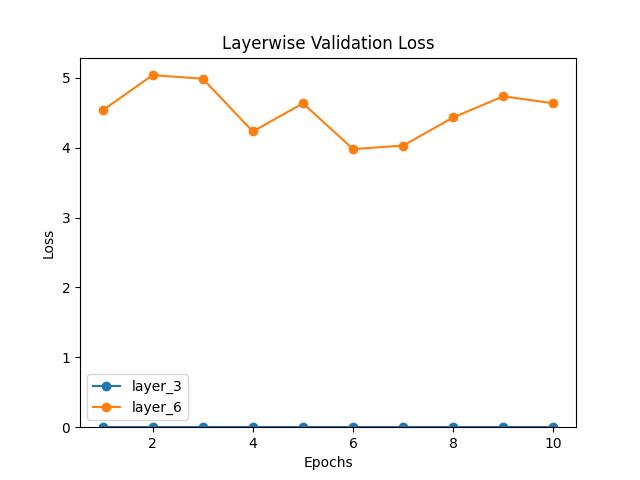 Layerwise Validation Loss
Loss
5
4
3
2
1
0
layer_3
layer_6
2 4 6 8 10
Epochs